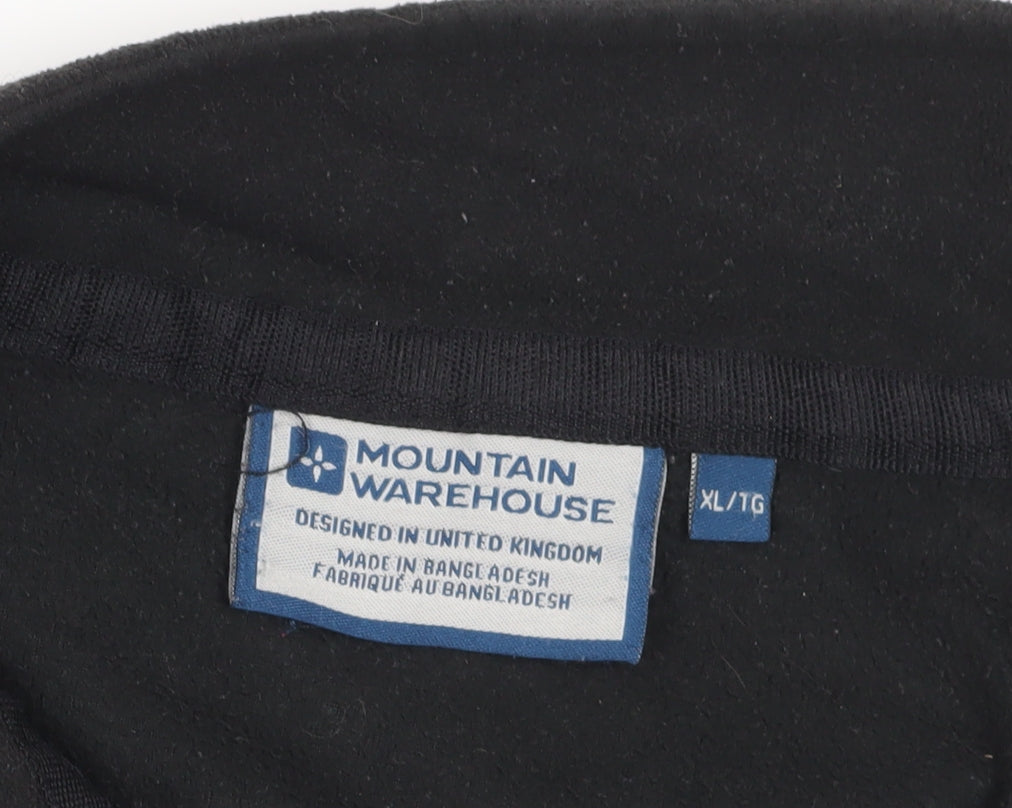 MOUNTAIN
WAREHOUSE
DESIGNED IN UNITED KINGDOM
MADE IN BANGLADESH
FABRIQUÉ AU BANGLADESH
XL/TG